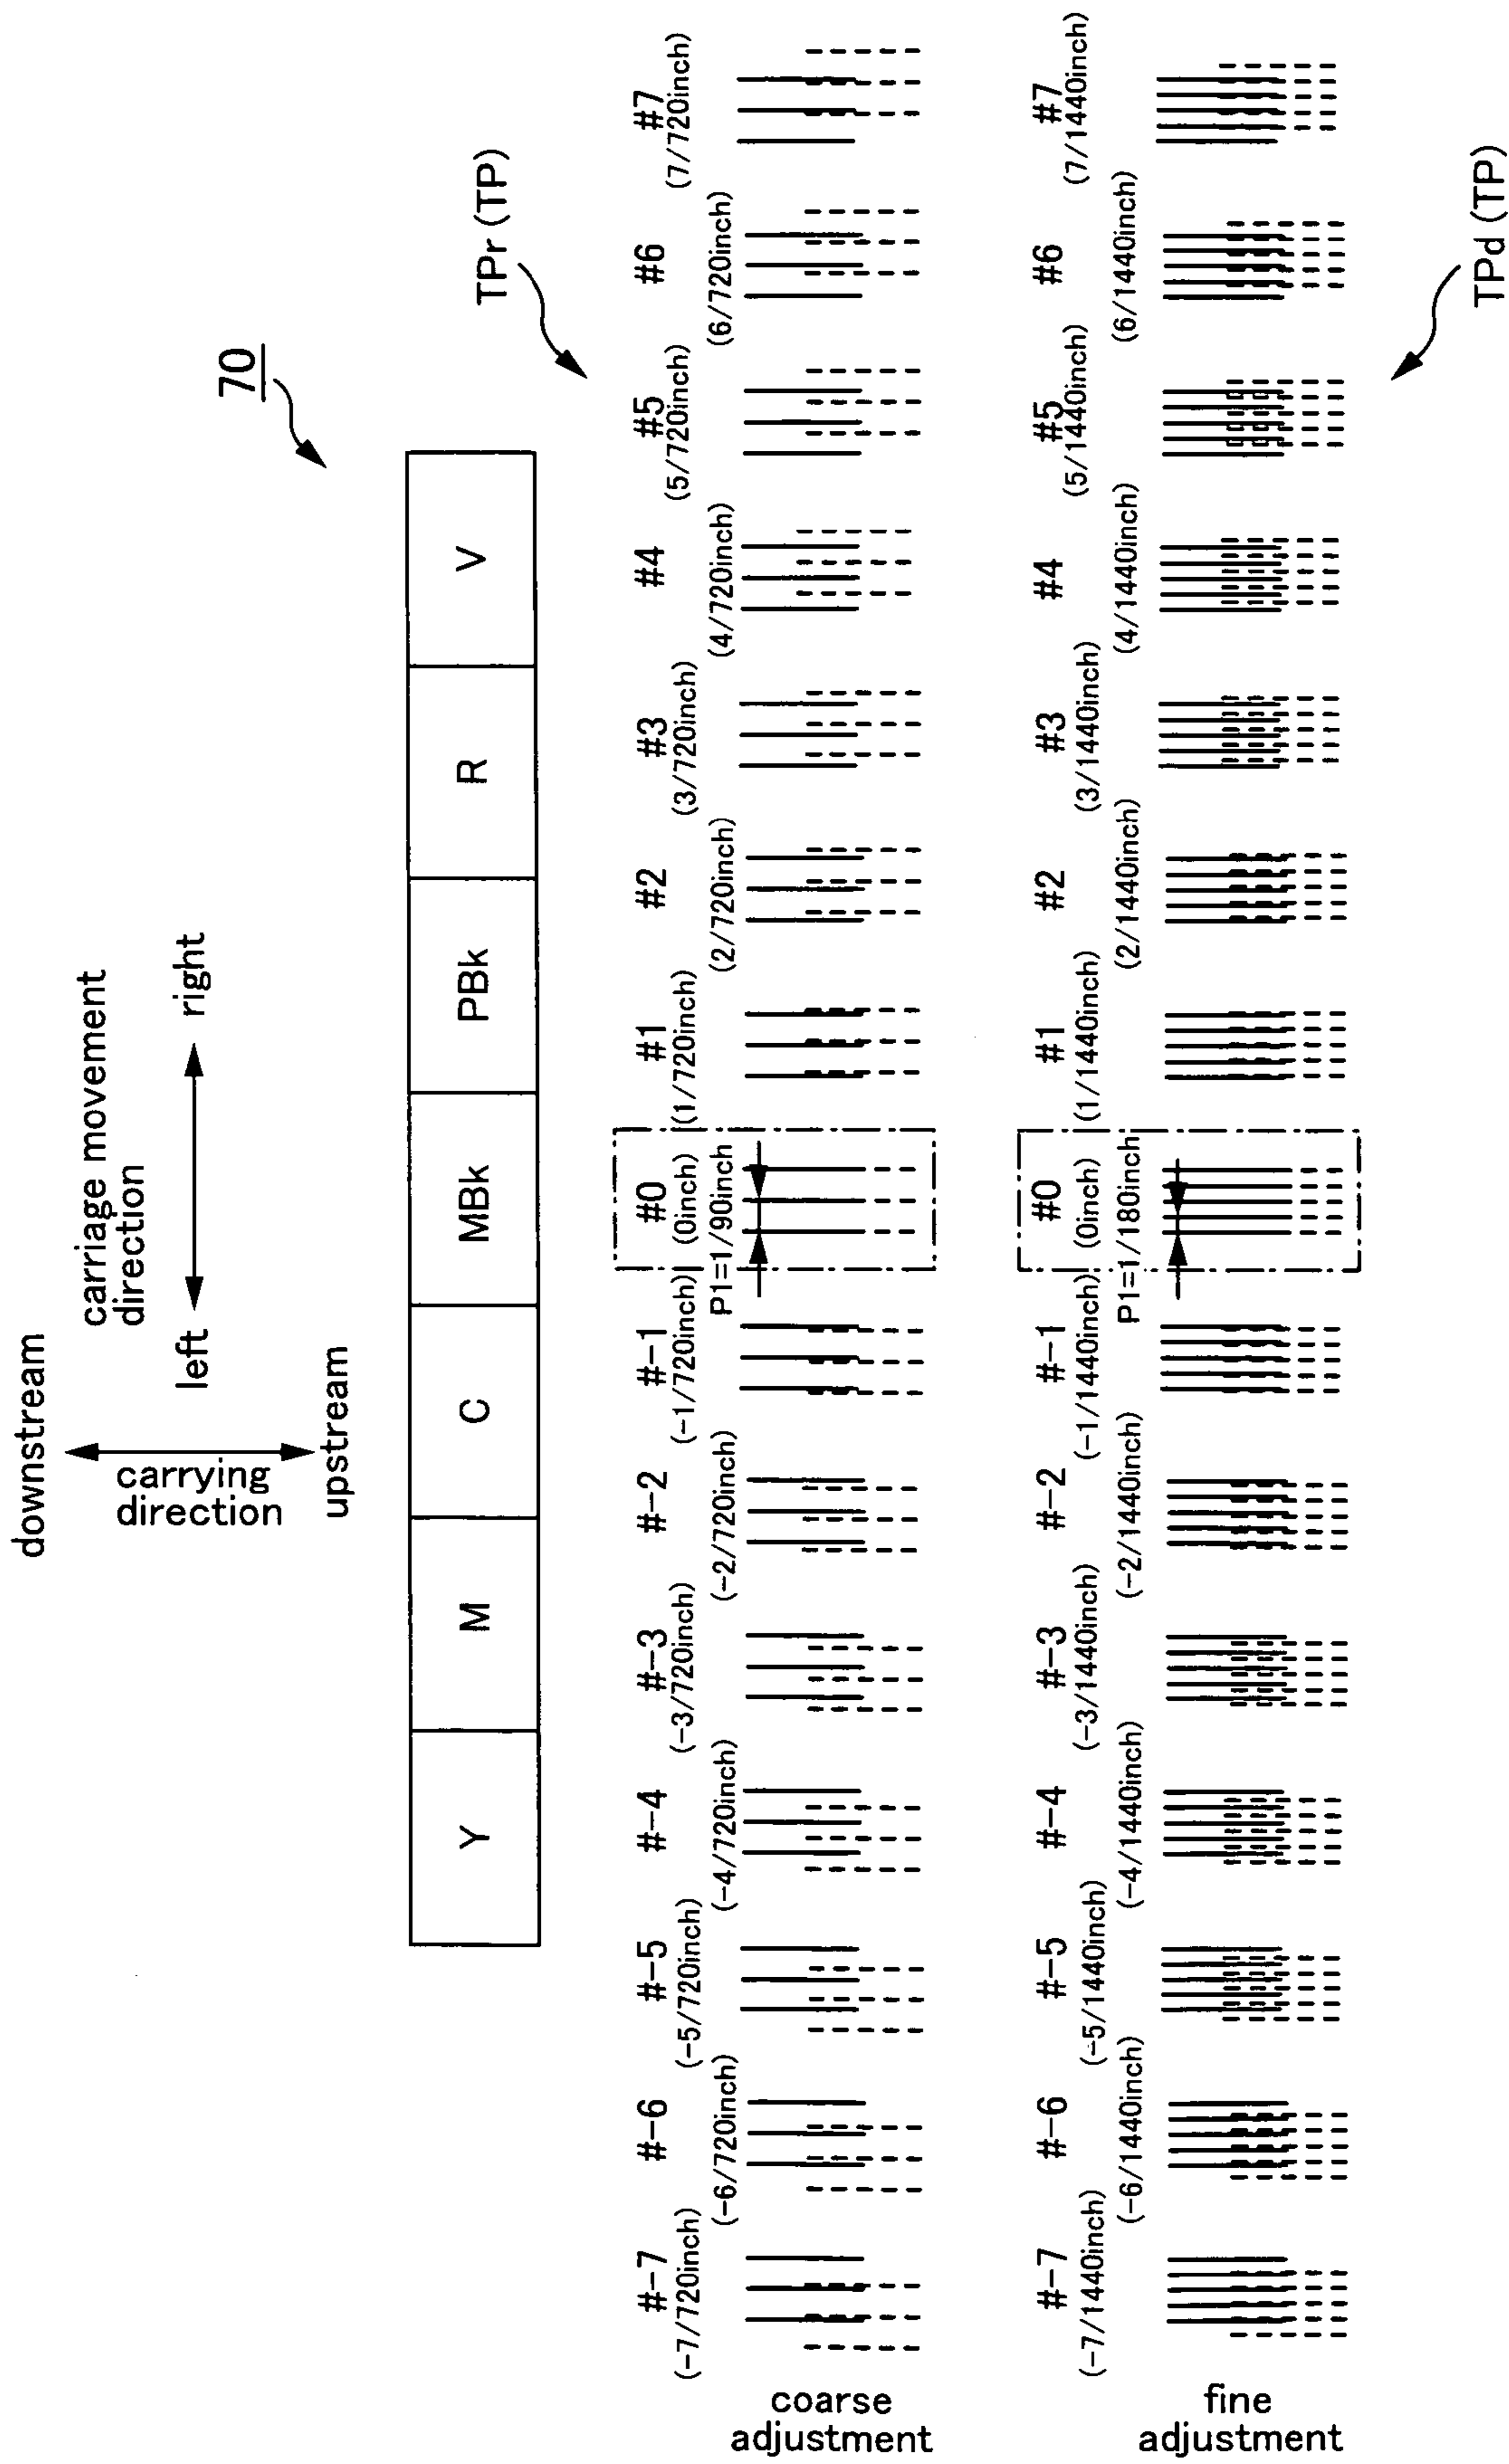 downstream
carrying
direction
upstream
carriage movement
direction
left
right
70
Y
M
C
MBk
PBk
R
V
TPr (TP)
coarse
adjustment
#-7
(-7/720inch)
#-6
(-6/720inch)
#-5
(-5/720inch)
#-4
(-4/720inch)
#-3
(-3/720inch)
#-2
(-2/720inch)
#-1
(-1/720inch)
#0
(0inch)
P1=1/90inch
#1
(1/720inch)
#2
(2/720inch)
#3
(3/720inch)
#4
(4/720inch)
#5
(5/720inch)
#6
(6/720inch)
#7
(7/720inch)
fine
adjustment
#-7
(-7/1440inch)
#-6
(-6/1440inch)
#-5
(-5/1440inch)
#-4
(-4/1440inch)
#-3
(-3/1440inch)
#-2
(-2/1440inch)
#-1
(-1/1440inch)
#0
(0inch)
P1=1/180inch
#1
(1/1440inch)
#2
(2/1440inch)
#3
(3/1440inch)
#4
(4/1440inch)
#5
(5/1440inch)
#6
(6/1440inch)
#7
(7/1440inch)
TPd (TP)